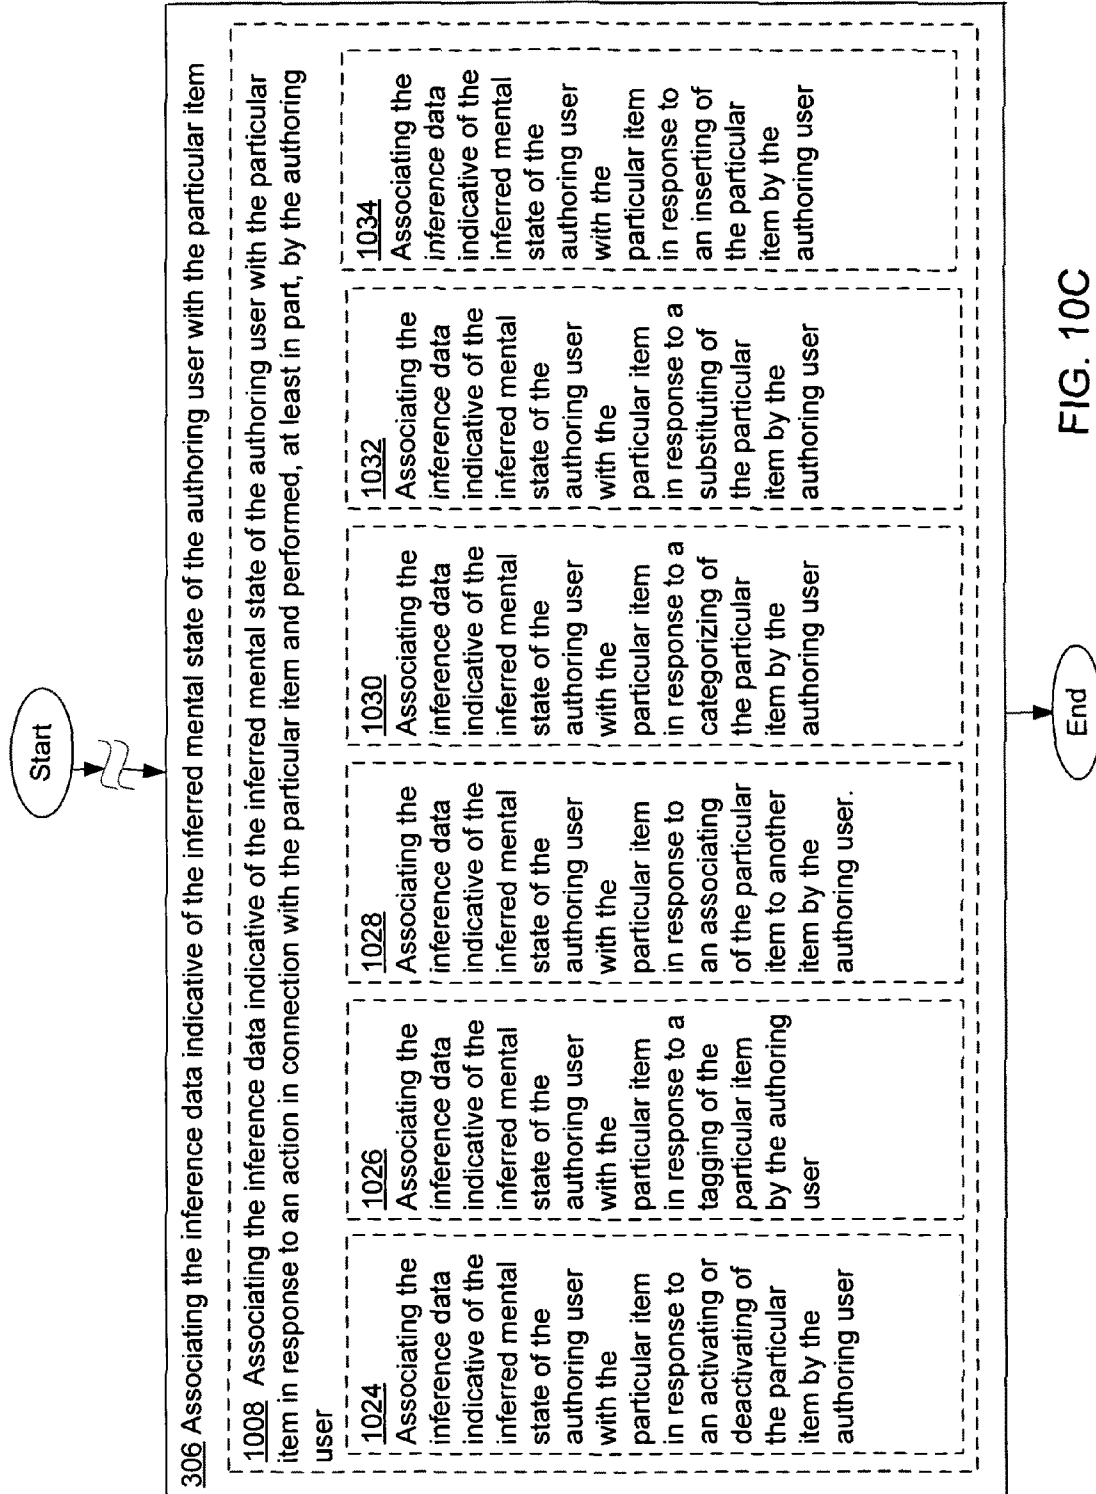 Start
306 Associating the inference data indicative of the inferred mental state of the authoring user with the particular item
1008 Associating the inference data indicative of the inferred mental state of the authoring user with the particular
item in response to an action in connection with the particular item and performed, at least in part, by the authoring
user
1024
Associating the
inference data
indicative of the
inferred mental
state of the
authoring user
with the
particular item
in response to
an activating or
deactivating of
the particular
item by the
authoring user
1026
Associating the
inference data
indicative of the
inferred mental
state of the
authoring user
with the
particular item
in response to a
tagging of the
particular item
by the authoring
user
1028
Associating the
inference data
indicative of the
inferred mental
state of the
authoring user
with the
particular item
in response to
an associating
of the particular
item to another
item by the
authoring user.
1030
Associating the
inference data
indicative of the
inferred mental
state of the
authoring user
with the
particular item
in response to a
categorizing of
the particular
item by the
authoring user
1032
Associating the
inference data
indicative of the
inferred mental
state of the
authoring user
with the
particular item
in response to a
substituting of
the particular
item by the
authoring user
1034
Associating the
inference data
indicative of the
inferred mental
state of the
authoring user
with the
particular item
in response to
an inserting of
the particular
item by the
authoring user
End
FIG. 10C